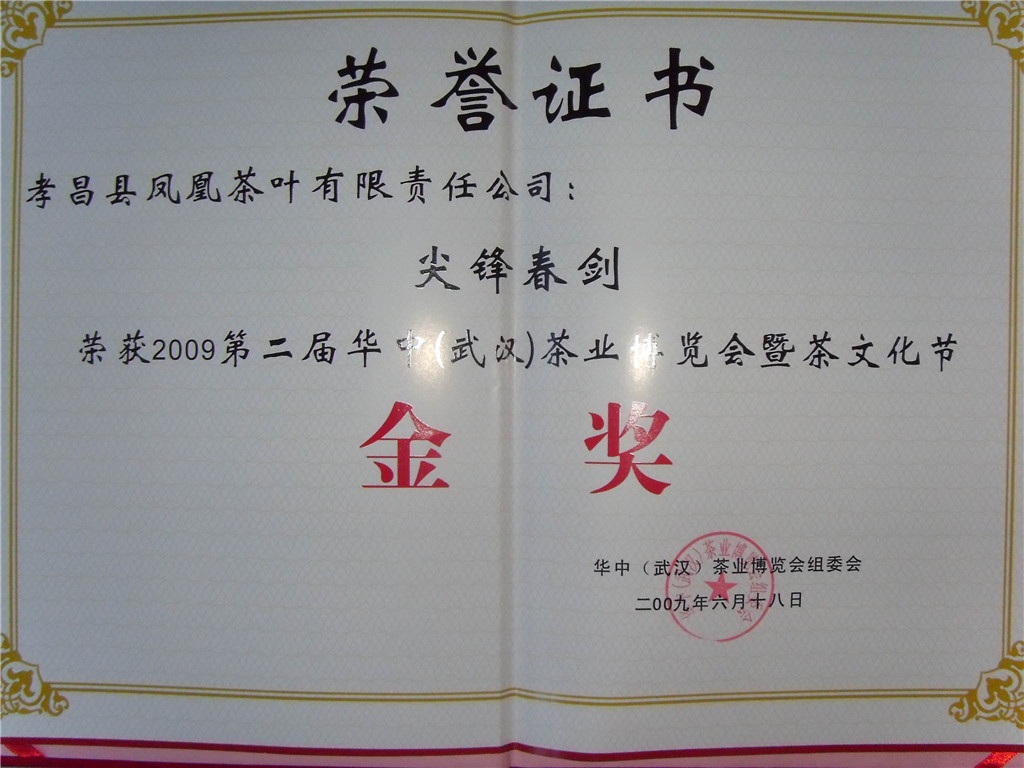 荣誉证书
孝昌县凤凰茶叶有限责任公司：
尖锋春剑
荣获2009第二届华中(武汉)茶业博览会暨茶文化节
金奖
华中（武汉）茶业博览会组委会
二00九年六月十八日